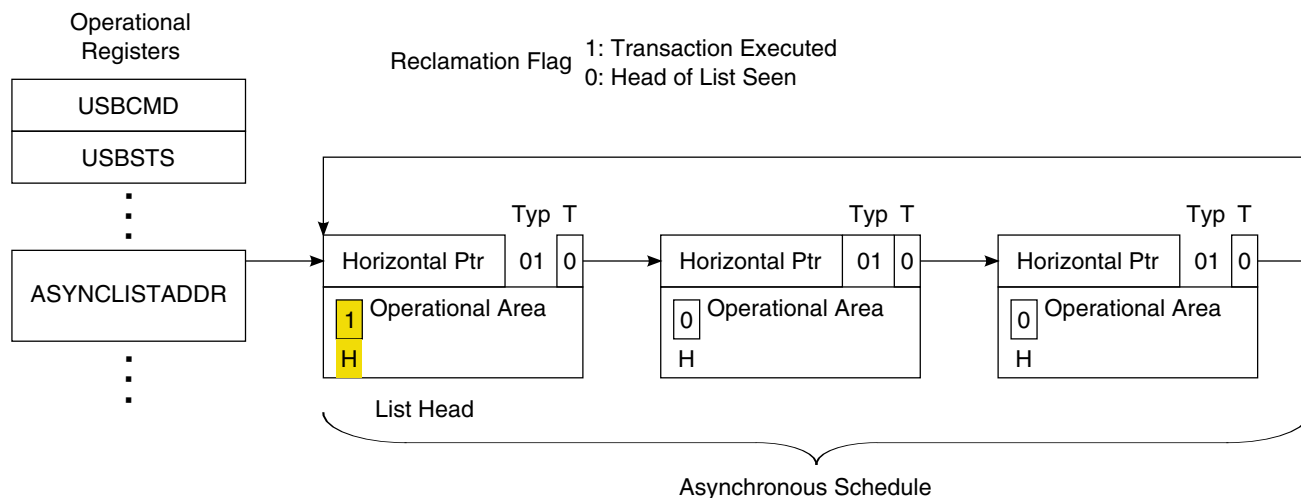 Operational
Registers
Reclamation Flag
1: Transaction Executed
0: Head of List Seen
USBCMD
USBSTS
ASYNCLISTADDR
Typ T
Horizontal Ptr 01 0
1 Operational Area
H
Typ T
Horizontal Ptr 01 0
0 Operational Area
H
Typ T
Horizontal Ptr 01 0
0 Operational Area
H
List Head
Asynchronous Schedule